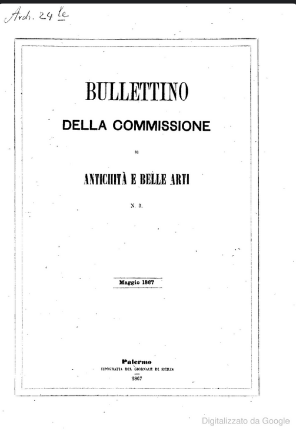 Arch. 24 le
BULLETTINO
DELLA COMMISSIONE
DI
ANTICHITÀ E BELLE ARTI
N. 2.
Maggio 1867
Palermo
TIPOGRAFIA DEL GIORNALE DI SICILIA
1867
Digitalizzato da Google